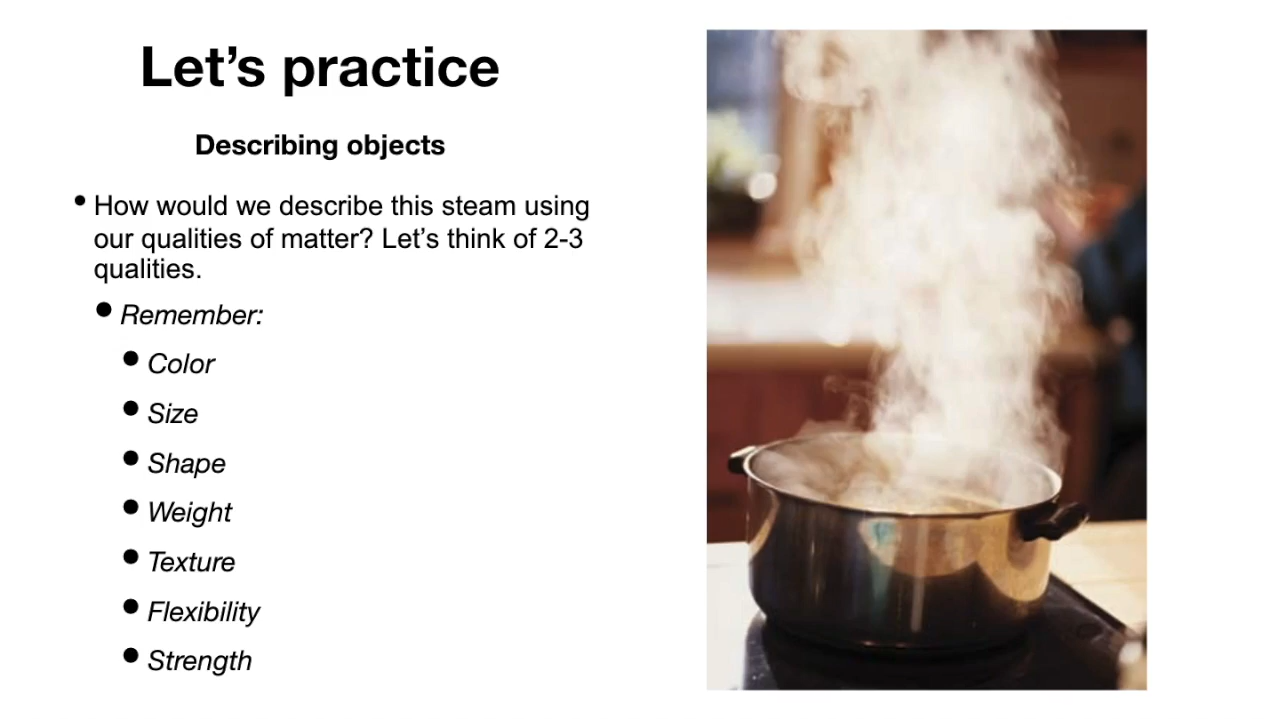 Let’s practice
Describing objects
• How would we describe this steam using
our qualities of matter? Let’s think of 2-3
qualities.
• Remember:
• Color
• Size
• Shape
• Weight
• Texture
• Flexibility
• Strength